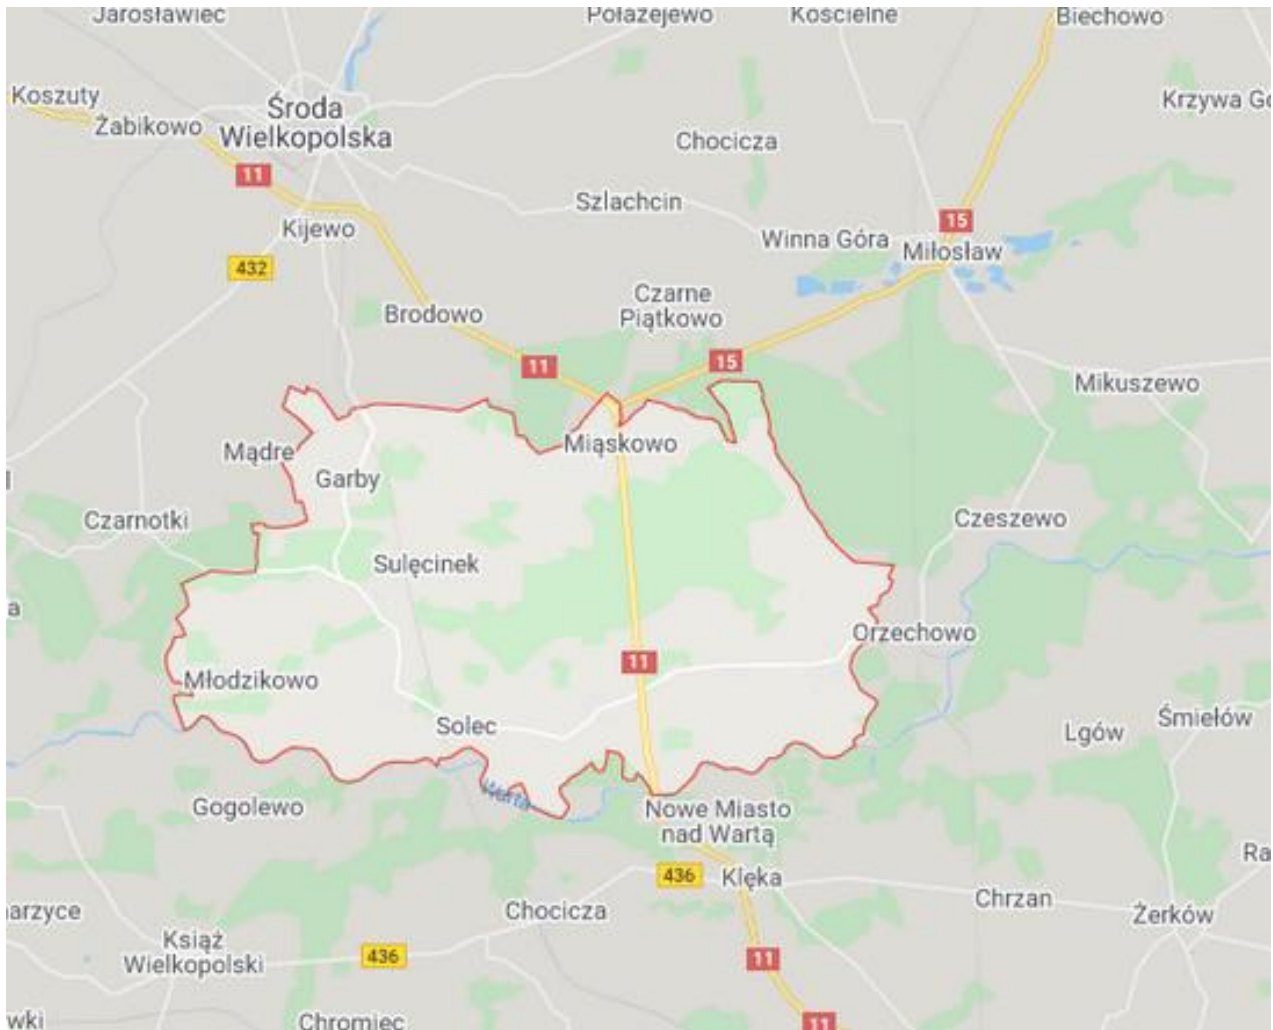 Jarosławiec
Połażejewo
Kościelne
Biechowo
Koszuty
Środa
Wielkopolska
Żabikowo
Krzywa Gó
Chocicza
11
Szlachcin
15
Kijewo
Winna Góra
Miłosław
432
Czarne
Piątkowo
Brodowo
11
15
Mikuszewo
Mądre
Miąskowo
Garby
Czarnotki
Czeszewo
Sulęcinek
a
Orzechowo
11
Młodzikowo
Solec
Śmiełów
Lgów
Warta
Gogolewo
Nowe Miasto
nad Wartą
Ra
436
Klęka
Chrzan
arzyce
Chocicza
Żerków
Książ
Wielkopolski
436
11
wki
Chromiec
11